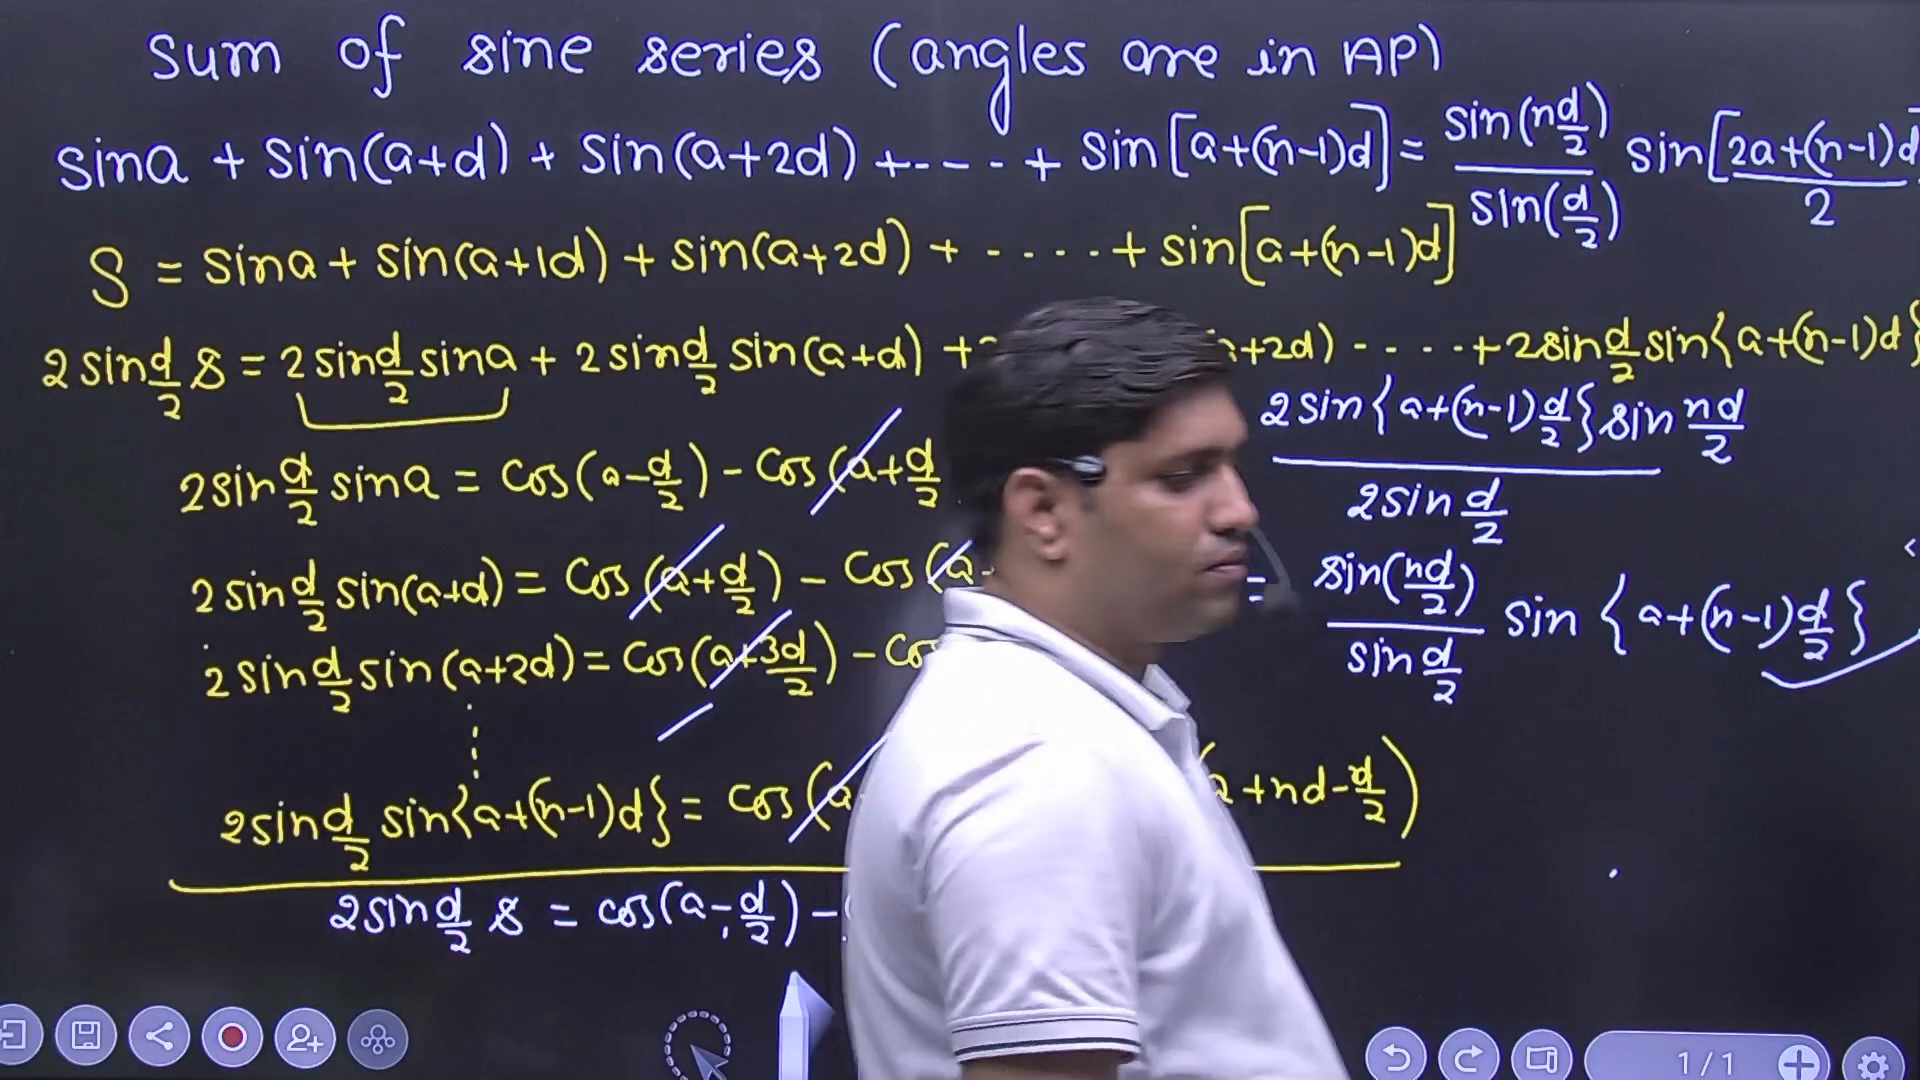 Sum of sine series (angles are in AP)
sina + sin(a+d) + sin(a+2d) +---- + sin[a+(n-1)d] = sin(nd/2) / sin(d/2) sin[2a+(n-1)d / 2
S = sina + sin(a+1d) + sin(a+2d) + ----+ sin[a+(n-1)d]
2sin d/2 S = 2sin d/2 sina + 2sin d/2 sin(a+d) + +2d) - - - - +2sin d/2 sin{a+(n-1)d}
2sin{a+(n-1)d/2}sin nd/2 / 2sin d/2
2sin d/2 sina = cos(a-d/2) - cos(a+d/2
2sin d/2 sin(a+d) = cos(a+d/2) - cos(a
= sin(nd/2) / sin d/2 sin {a+(n-1)d/2}
2sin d/2 sin(a+2d) = cos(a+3d/2) - co
2sin d/2 sin{a+(n-1)d} = cos( +nd-d/2)
2sin d/2 S = cos(a-d/2) -
1/1